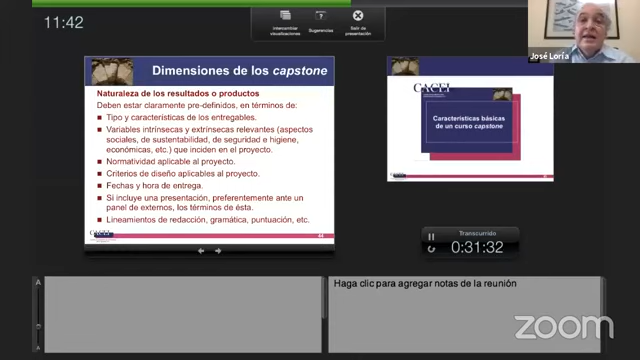 11:42
Intercambiar visualizaciones
Sugerencias
Salir de presentación
José Loría
Dimensiones de los capstone
Naturaleza de los resultados o productos
Deben estar claramente pre-definidos, en términos de:
Tipo y características de los entregables.
Variables intrínsecas y extrínsecas relevantes (aspectos
sociales, de sustentabilidad, de seguridad e higiene,
económicas, etc.) que inciden en el proyecto.
Normatividad aplicable al proyecto.
Criterios de diseño aplicables al proyecto.
Fechas y hora de entrega.
Si incluye una presentación, preferentemente ante un
panel de externos, los términos de ésta.
Lineamientos de redacción, gramática, puntuación, etc.
CACEI
CACEI
Características básicas
de un curso capstone
Transcurrido
0:31:32
A
A
Haga clic para agregar notas de la reunión
zoom